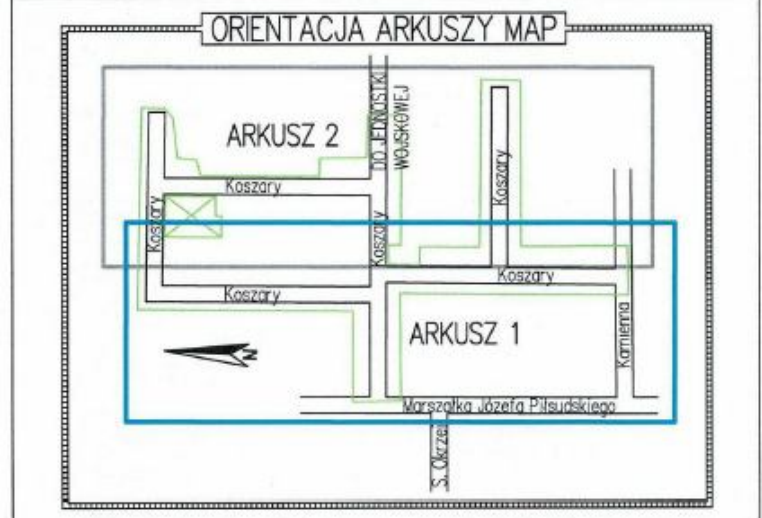 ORIENTACJA ARKUSZY MAP
DO JEDNOSTKI
WOJSKOWEJ
ARKUSZ 2
Koszary
Koszary
Koszary
Koszary
Koszary
Koszary
ARKUSZ 1
Kamienna
N
Marszałka Józefa Piłsudskiego
S. Okrzei